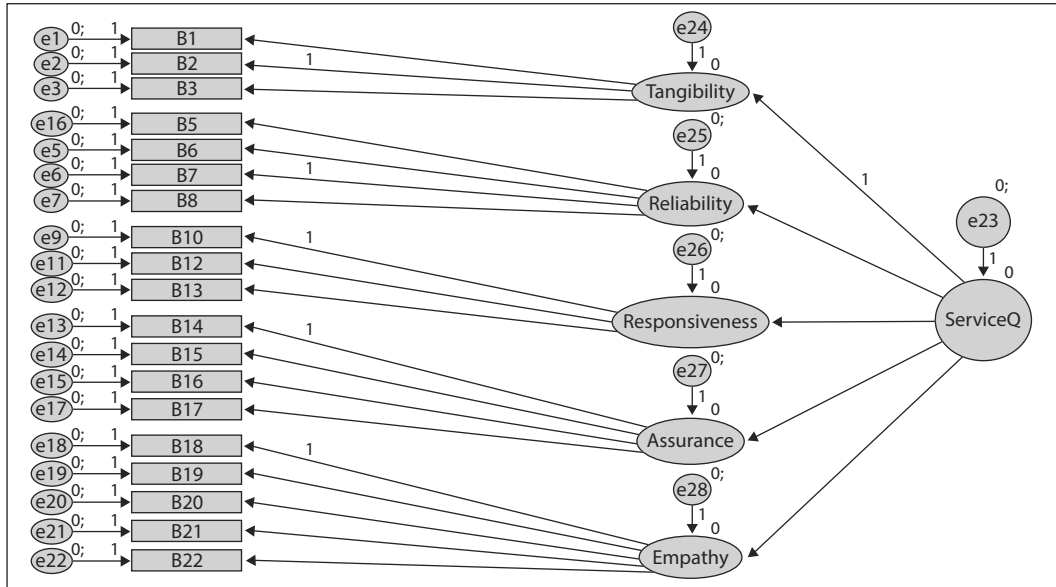 e1 0; 1 B1
e2 0; 1 B2
e3 0; 1 B3
1
e24
1
0
Tangibility
e16 0; 1 B5
e5 0; 1 B6
e6 0; 1 B7
e7 0; 1 B8
1
e25 0;
1
0
Reliability
e9 0; 1 B10
e11 0; 1 B12
e12 0; 1 B13
1
e26 0;
1
0
Responsiveness
e13 0; 1 B14
e14 0; 1 B15
e15 0; 1 B16
e17 0; 1 B17
1
e27 0;
1
0
Assurance
e18 0; 1 B18
e19 0; 1 B19
e20 0; 1 B20
e21 0; 1 B21
e22 0; 1 B22
1
e28 0;
1
0
Empathy
1
0;
e23
1
0
ServiceQ